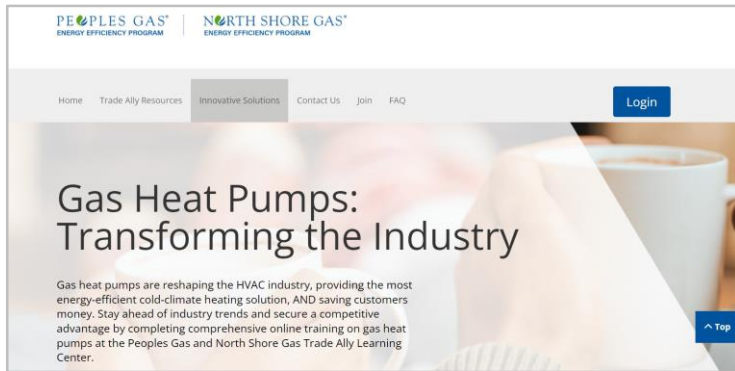 PEOPLES GAS®
ENERGY EFFICIENCY PROGRAM
NORTH SHORE GAS®
ENERGY EFFICIENCY PROGRAM
Home Trade Ally Resources Innovative Solutions Contact Us Join FAQ
Login
Gas Heat Pumps:
Transforming the Industry
Gas heat pumps are reshaping the HVAC industry, providing the most
energy-efficient cold-climate heating solution, AND saving customers
money. Stay ahead of industry trends and secure a competitive
advantage by completing comprehensive online training on gas heat
pumps at the Peoples Gas and North Shore Gas Trade Ally Learning
Center.
Top